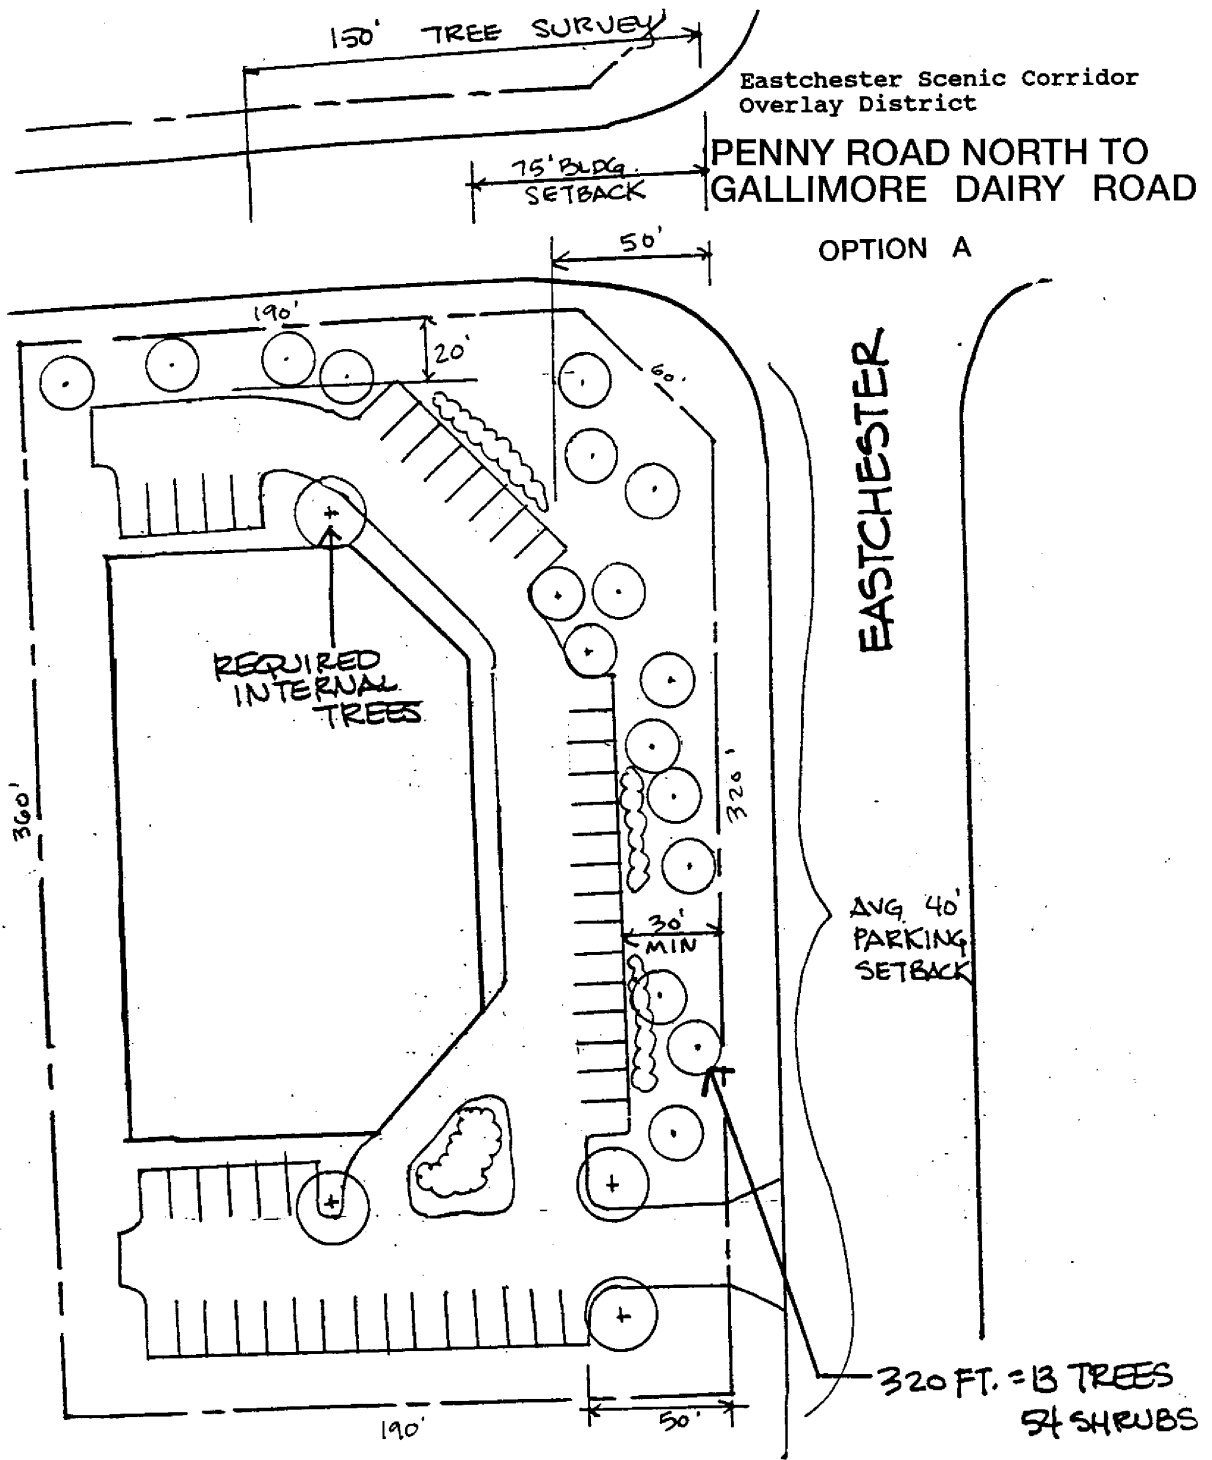 150' TREE SURVEY
Eastchester Scenic Corridor
Overlay District
PENNY ROAD NORTH TO
GALLIMORE DAIRY ROAD
75' BLDG.
SETBACK
50'
OPTION A
190'
20'
60'
EASTCHESTER
REQUIRED
INTERNAL
TREES
360'
320'
AVG. 40'
PARKING
SETBACK
30'
MIN
320 FT. = 13 TREES
54 SHRUBS
190'
50'